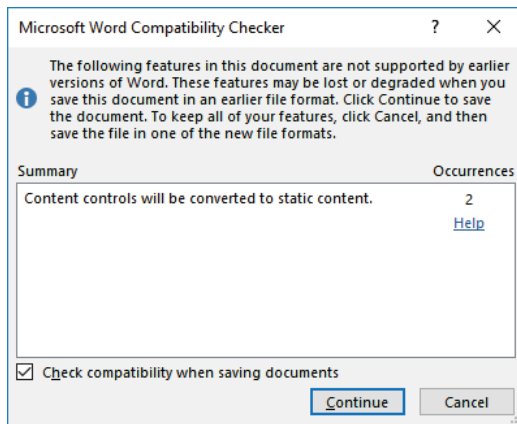 Microsoft Word Compatibility Checker ?
The following features in this document are not supported by earlier
versions of Word. These features may be lost or degraded when you
save this document in an earlier file format. Click Continue to save
the document. To keep all of your features, click Cancel, and then
save the file in one of the new file formats.
Summary Occurrences
Content controls will be converted to static content. 2
Help
Check compatibility when saving documents
Continue Cancel